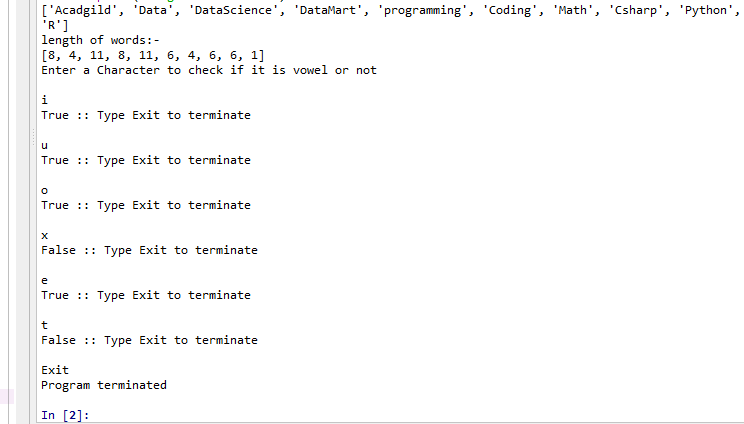 ['Acadgild', 'Data', 'DataScience', 'DataMart', 'programming', 'Coding', 'Math', 'Csharp', 'Python',
'R']
length of words:-
[8, 4, 11, 8, 11, 6, 4, 6, 6, 1]
Enter a Character to check if it is vowel or not
i
True :: Type Exit to terminate
u
True :: Type Exit to terminate
o
True :: Type Exit to terminate
x
False :: Type Exit to terminate
e
True :: Type Exit to terminate
t
False :: Type Exit to terminate
Exit
Program terminated
In [2]: